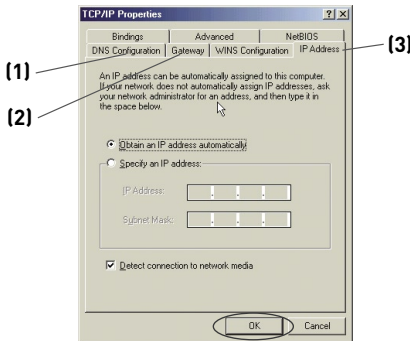 TCP/IP Properties
Bindings Advanced NetBIOS
DNS Configuration Gateway WINS Configuration IP Address
(1)
(2)
(3)
An IP address can be automatically assigned to this computer.
If your network does not automatically assign IP addresses, ask
your network administrator for an address, and then type it in
the space below.
Obtain an IP address automatically
Specify an IP address:
IP Address:
Subnet Mask:
Detect connection to network media
OK Cancel